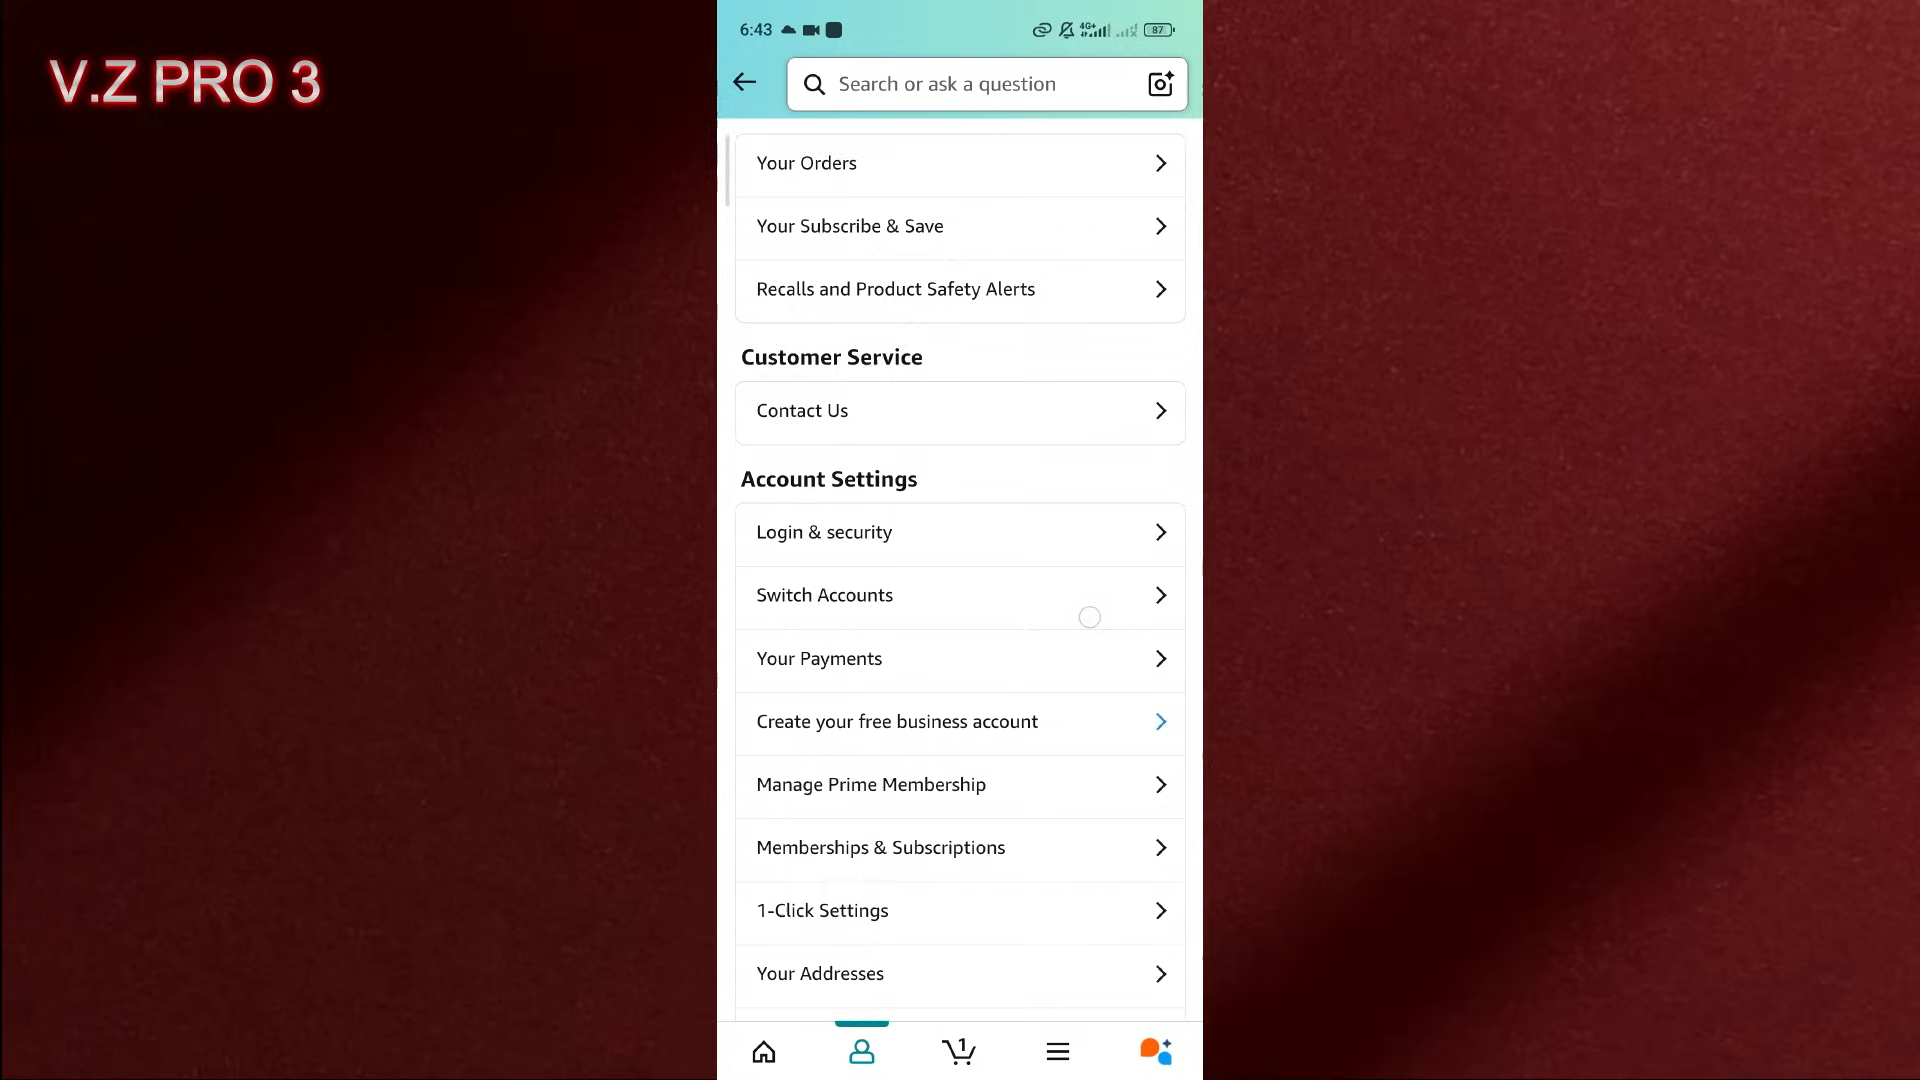 V.Z PRO 3
6:43
4G+
87
Search or ask a question
Your Orders
Your Subscribe & Save
Recalls and Product Safety Alerts
Customer Service
Contact Us
Account Settings
Login & security
Switch Accounts
Your Payments
Create your free business account
Manage Prime Membership
Memberships & Subscriptions
1-Click Settings
Your Addresses
1